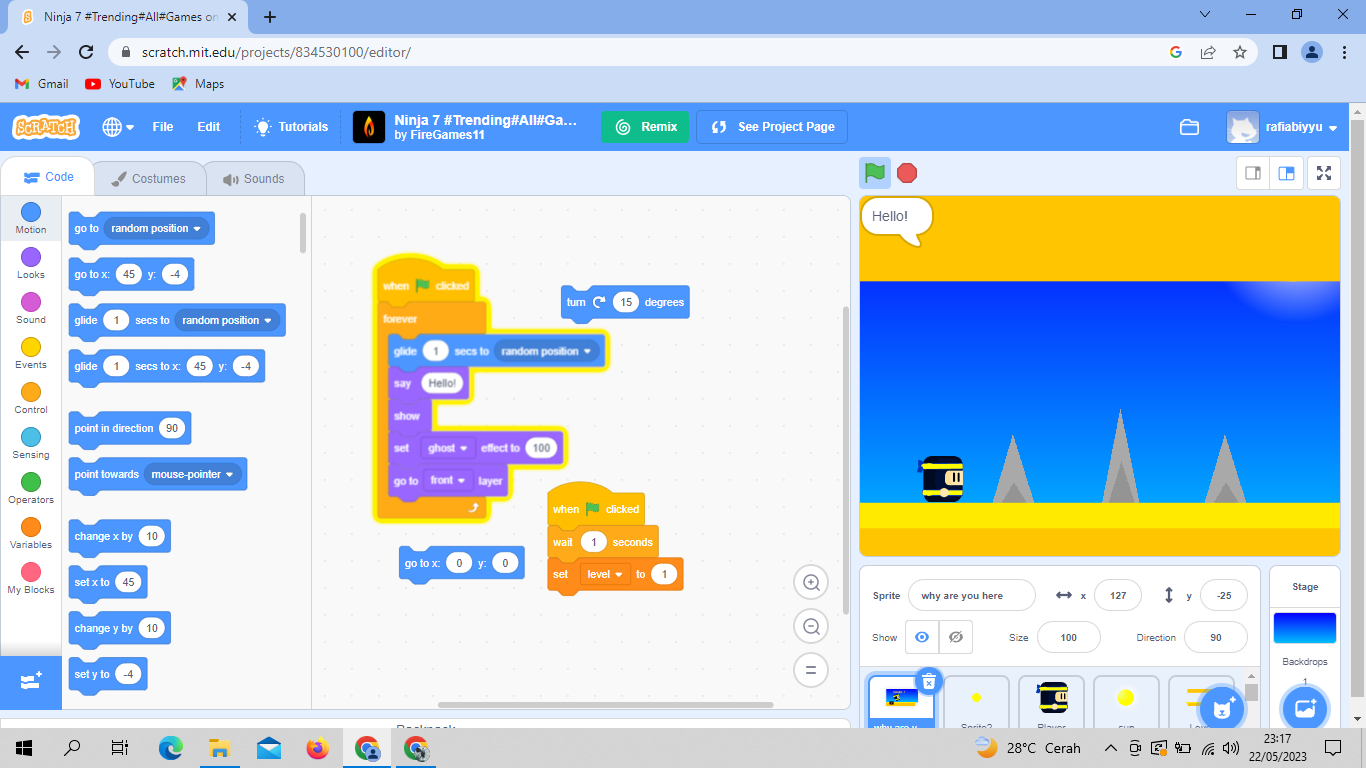 Ninja 7 #Trending#All#Games on
scratch.mit.edu/projects/834530100/editor/
Gmail YouTube Maps
SCRATCH File Edit Tutorials Ninja 7 #Trending#All#Ga... Remix See Project Page rafiabiyyu
by FireGames11
Code Costumes Sounds
Motion
Looks
Sound
Events
Control
Sensing
Operators
Variables
My Blocks
go to random position
go to x: 45 y: -4
glide 1 secs to random position
glide 1 secs to x: 45 y: -4
point in direction 90
point towards mouse-pointer
change x by 10
set x to 45
change y by 10
set y to -4
when clicked
forever
glide 1 secs to random position
say Hello!
show
set ghost effect to 100
go to front layer
turn 15 degrees
go to x: 0 y: 0
when clicked
wait 1 seconds
set level to 1
Hello!
Sprite why are you here x 127 y -25
Show Size 100 Direction 90
Stage
Backdrops
1
why are y...
Sprite2
Player
sun
Backpack
28°C Cerah
23:17
22/05/2023